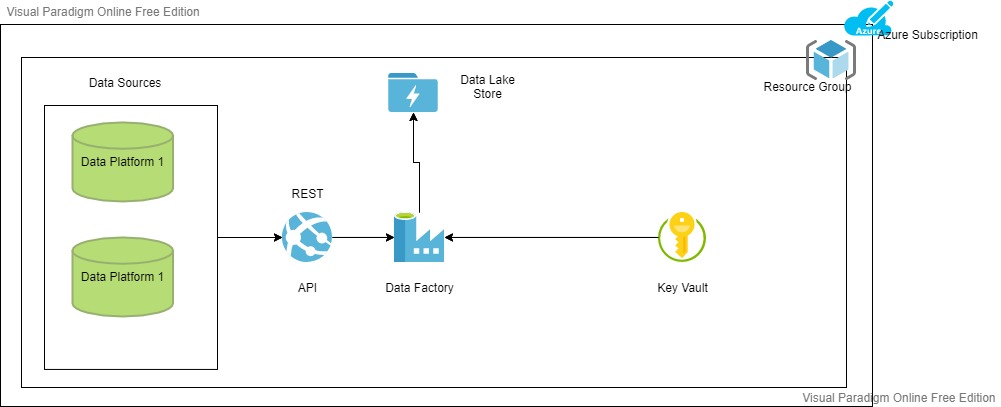 Visual Paradigm Online Free Edition
Azure
Azure Subscription
Resource Group
Data Sources
Data Lake
Store
Data Platform 1
REST
Data Platform 1
API
Data Factory
Key Vault
Visual Paradigm Online Free Edition